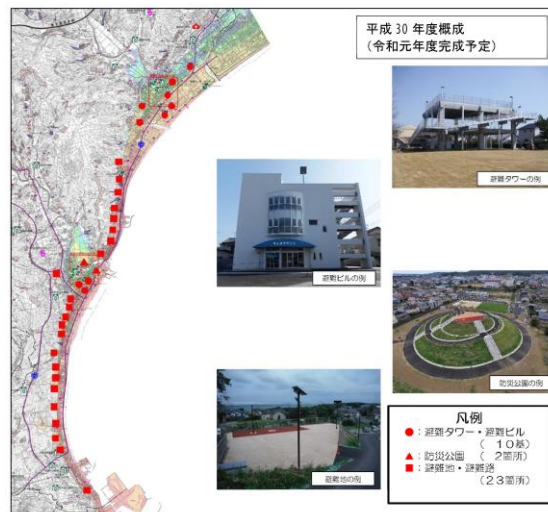 平成30年度概成
(令和元年度完成予定)
避難タワーの例
避難ビルの例
防災公園の例
避難地の例
凡例
●:避難タワー・避難ビル
( 10基)
▲:防災公園 ( 2箇所)
■:避難地・避難路
(23箇所)